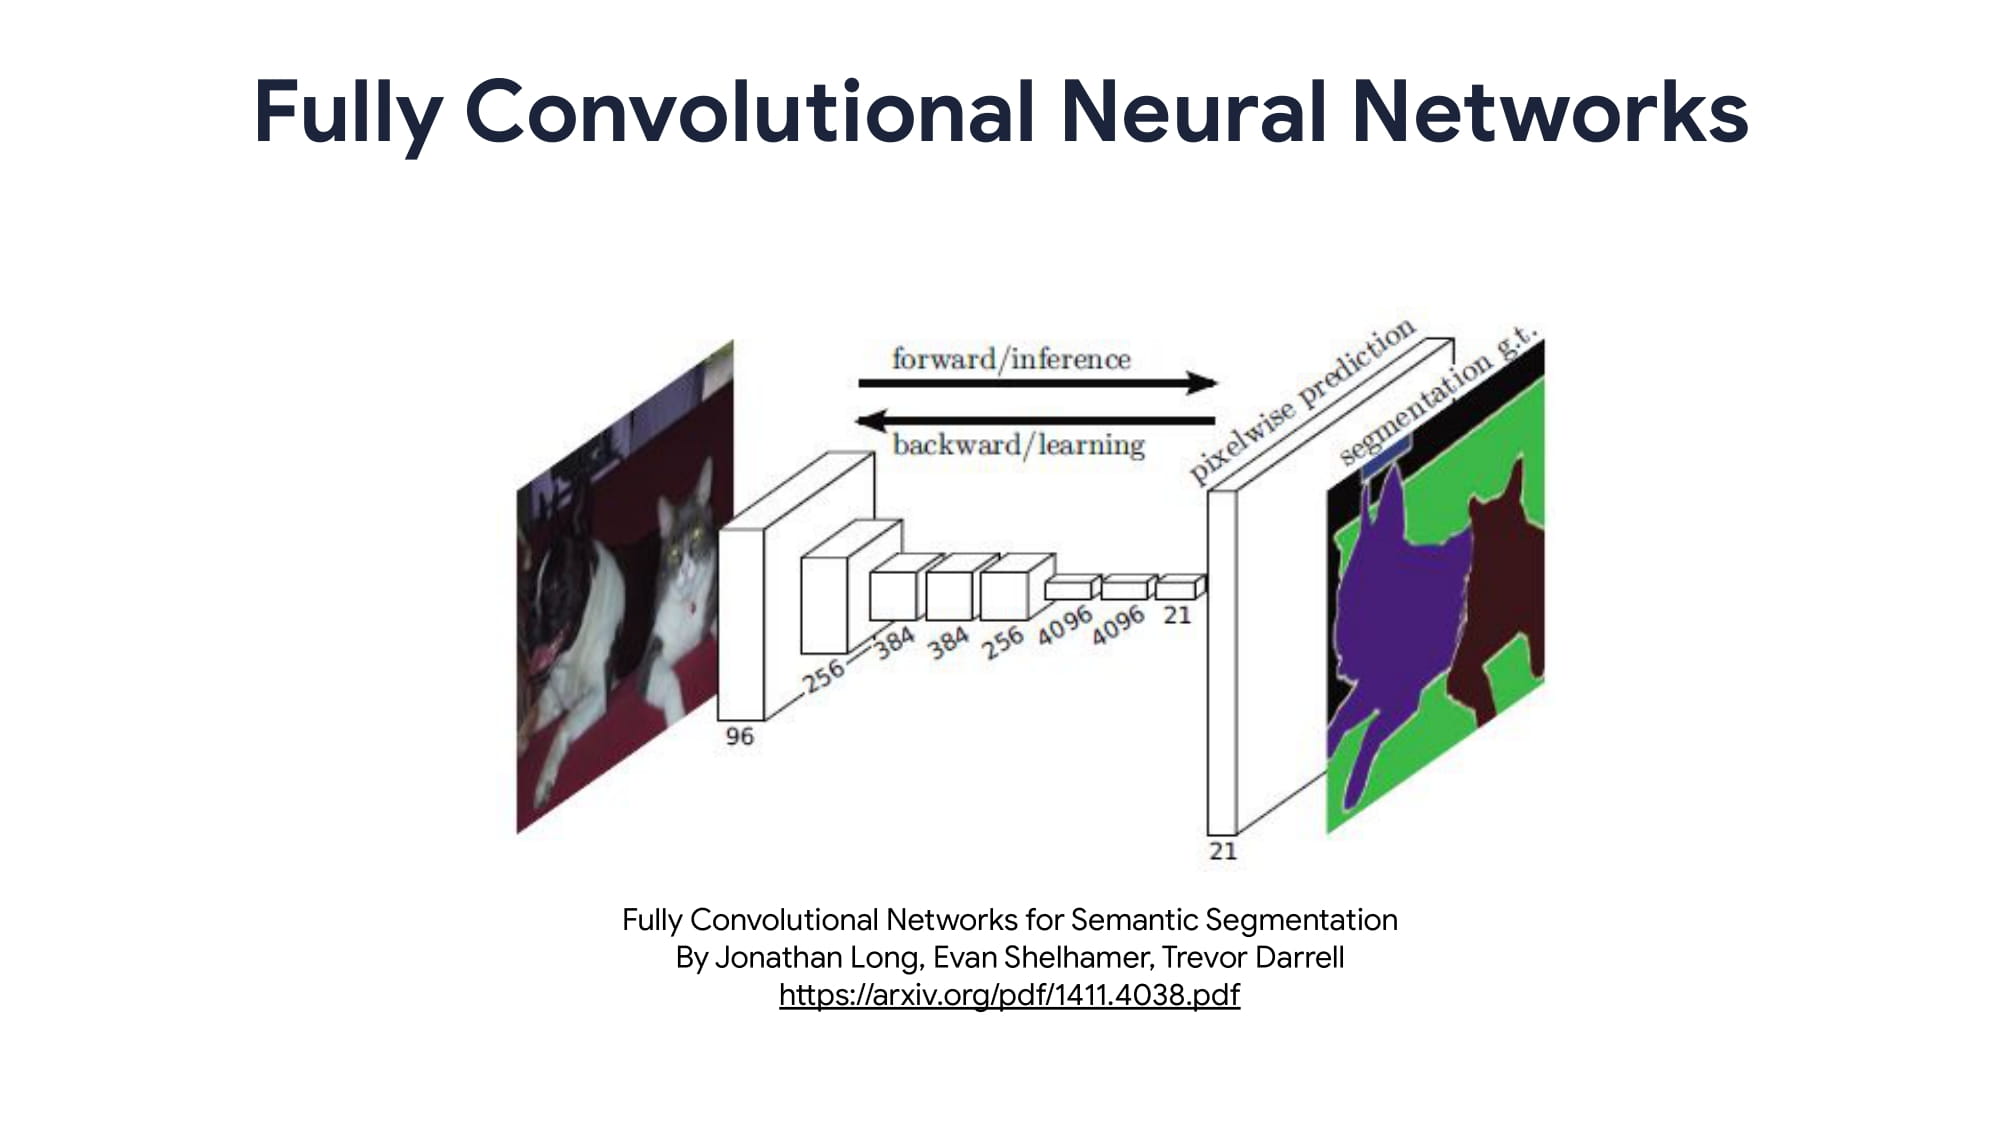 Fully Convolutional Neural Networks
forward/inference
backward/learning
pixelwise prediction
segmentation g.t.
96
256
384
384
256
4096
4096
21
21
Fully Convolutional Networks for Semantic Segmentation
By Jonathan Long, Evan Shelhamer, Trevor Darrell
https://arxiv.org/pdf/1411.4038.pdf